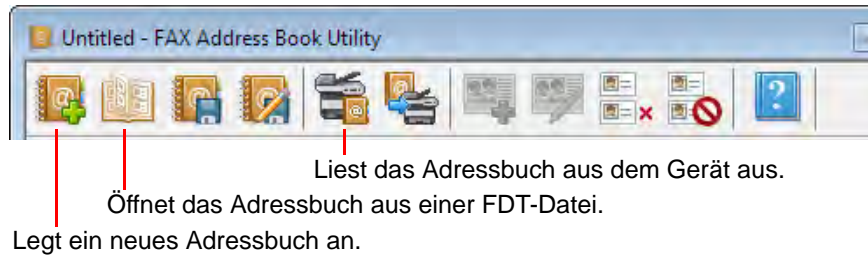 Untitled - FAX Address Book Utility
Liest das Adressbuch aus dem Gerät aus.
Öffnet das Adressbuch aus einer FDT-Datei.
Legt ein neues Adressbuch an.